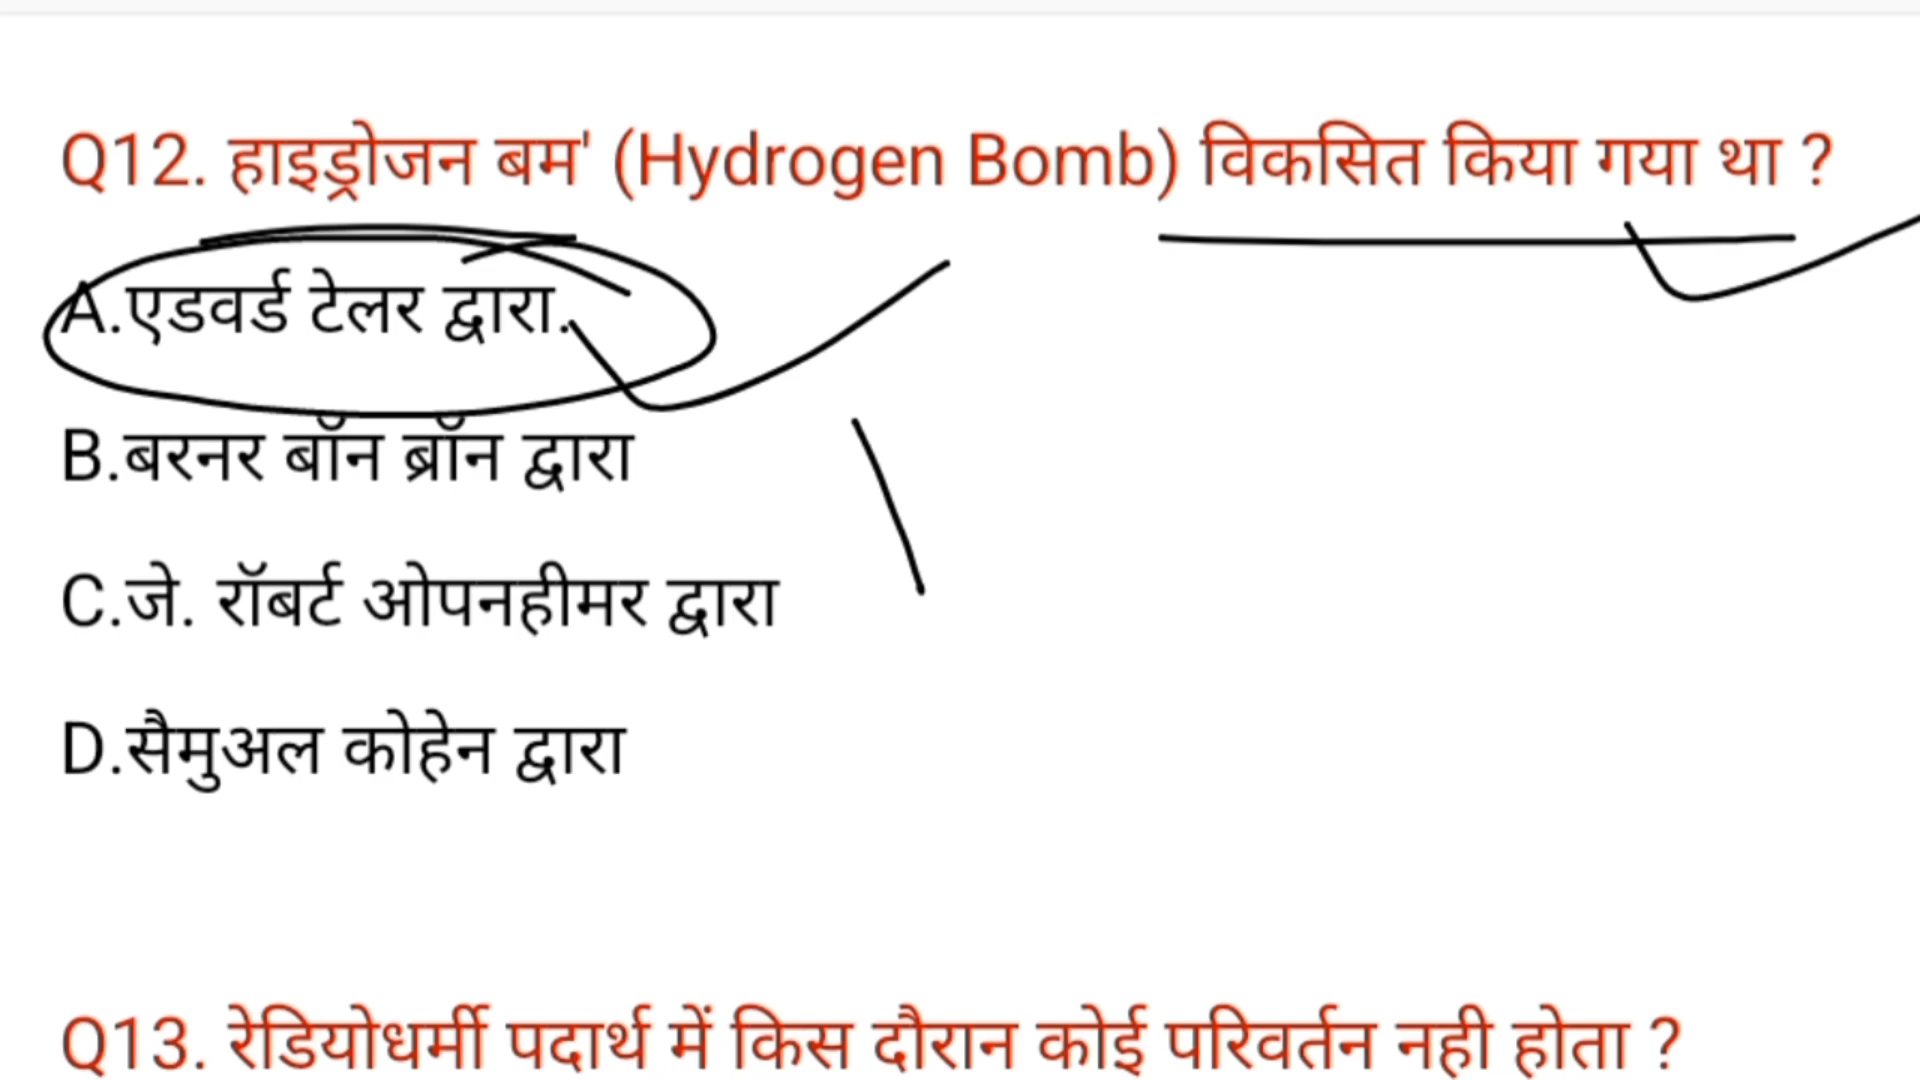 Q12. हाइड्रोजन बम' (Hydrogen Bomb) विकसित किया गया था ?
A.एडवर्ड टेलर द्वारा.
B.बरनर बॉन ब्रॉन द्वारा
C.जे. रॉबर्ट ओपनहीमर द्वारा
D.सैमुअल कोहेन द्वारा
Q13. रेडियोधर्मी पदार्थ में किस दौरान कोई परिवर्तन नही होता ?